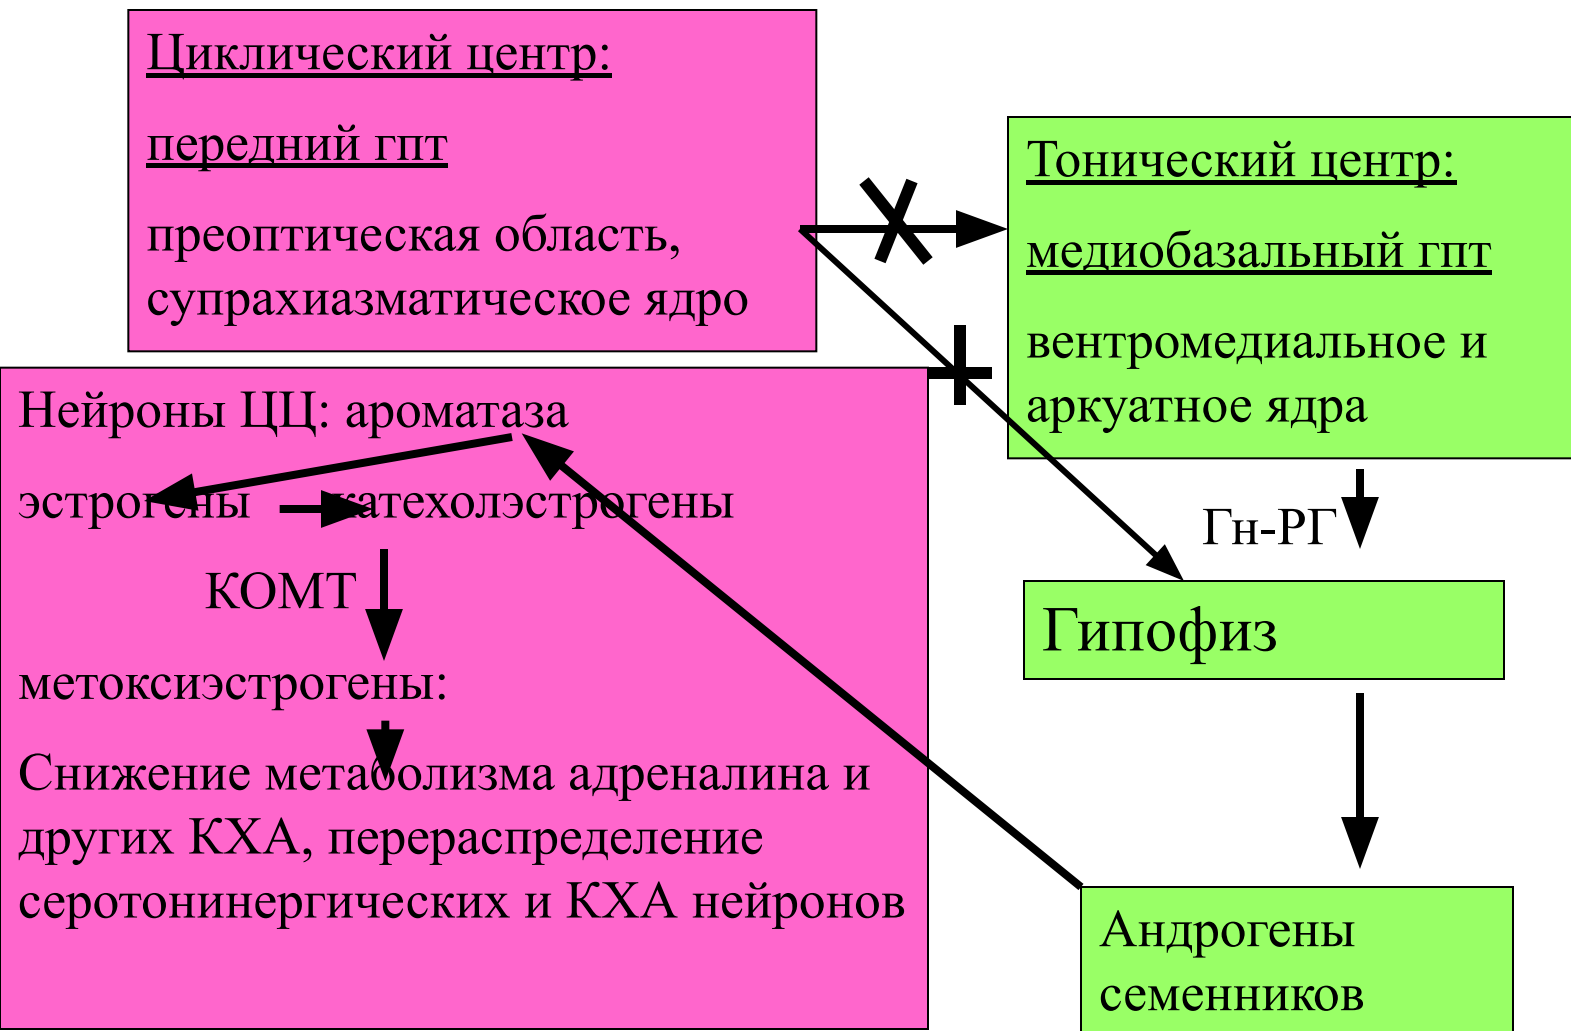 Циклический центр:
передний гпт
преоптическая область,
супрахиазматическое ядро
Тонический центр:
медиобазальный гпт
вентромедиальное и
аркуатное ядра
Нейроны ЦЦ: ароматаза
эстрогены катехолэстрогены
КОМТ
метоксиэстрогены:
Снижение метаболизма адреналина и
других КХА, перераспределение
серотонинергических и КХА нейронов
Гн-РГ
Гипофиз
Андрогены
семенников